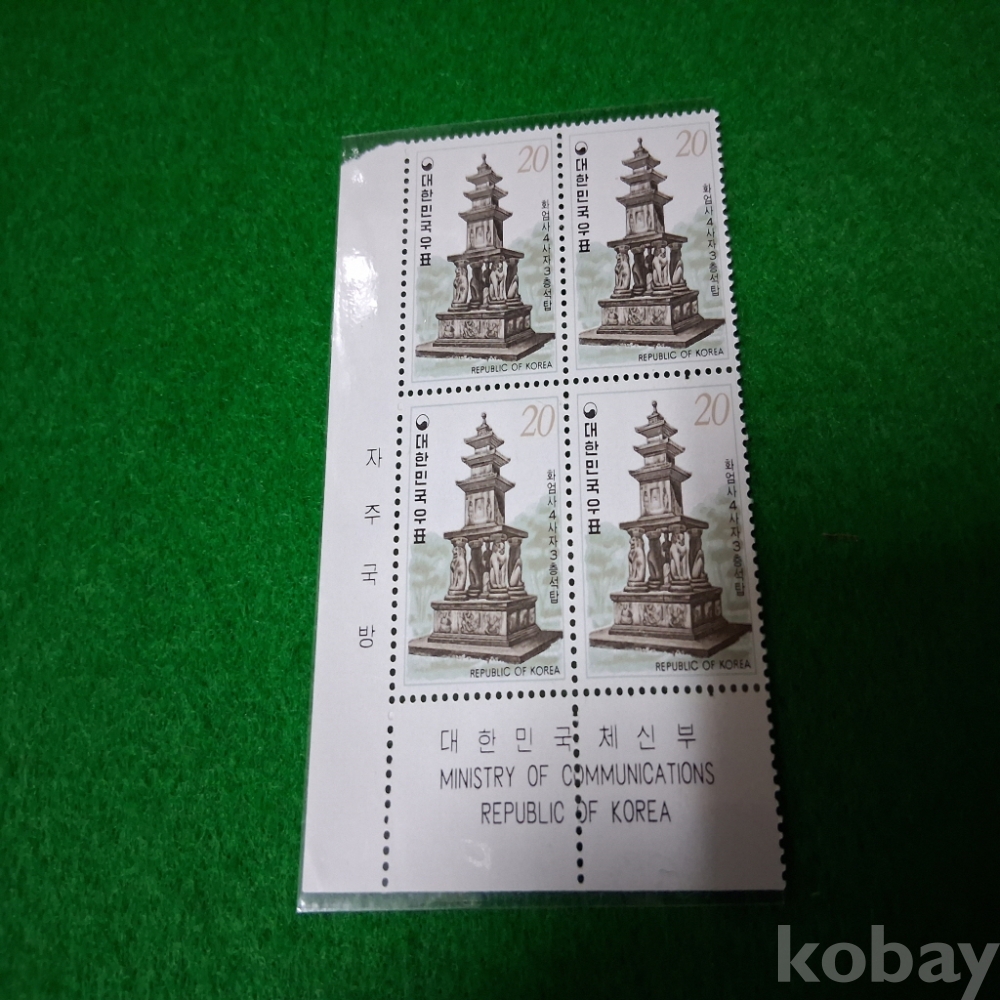 대한민국우표
20
화엄사4사자3층석탑
REPUBLIC OF KOREA
대한민국우표
20
화엄사4사자3층석탑
REPUBLIC OF KOREA
대한민국우표
20
화엄사4사자3층석탑
REPUBLIC OF KOREA
대한민국우표
20
화엄사4사자3층석탑
REPUBLIC OF KOREA
자주국방
대한민국체신부
MINISTRY OF COMMUNICATIONS
REPUBLIC OF KOREA
kobay